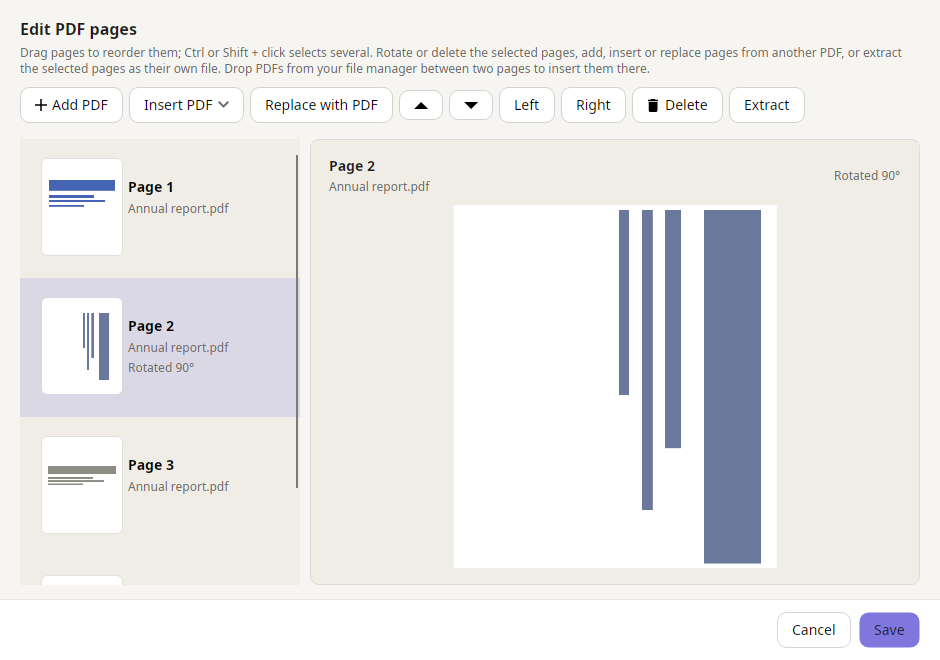 Edit PDF pages
Drag pages to reorder them; Ctrl or Shift + click selects several. Rotate or delete the selected pages, add, insert or replace pages from another PDF, or extract
the selected pages as their own file. Drop PDFs from your file manager between two pages to insert them there.
Add PDF
Insert PDF
Replace with PDF
Left
Right
Delete
Extract
Page 1
Annual report.pdf
Page 2
Annual report.pdf
Rotated 90°
Page 3
Annual report.pdf
Page 2
Annual report.pdf
Rotated 90°
Cancel
Save